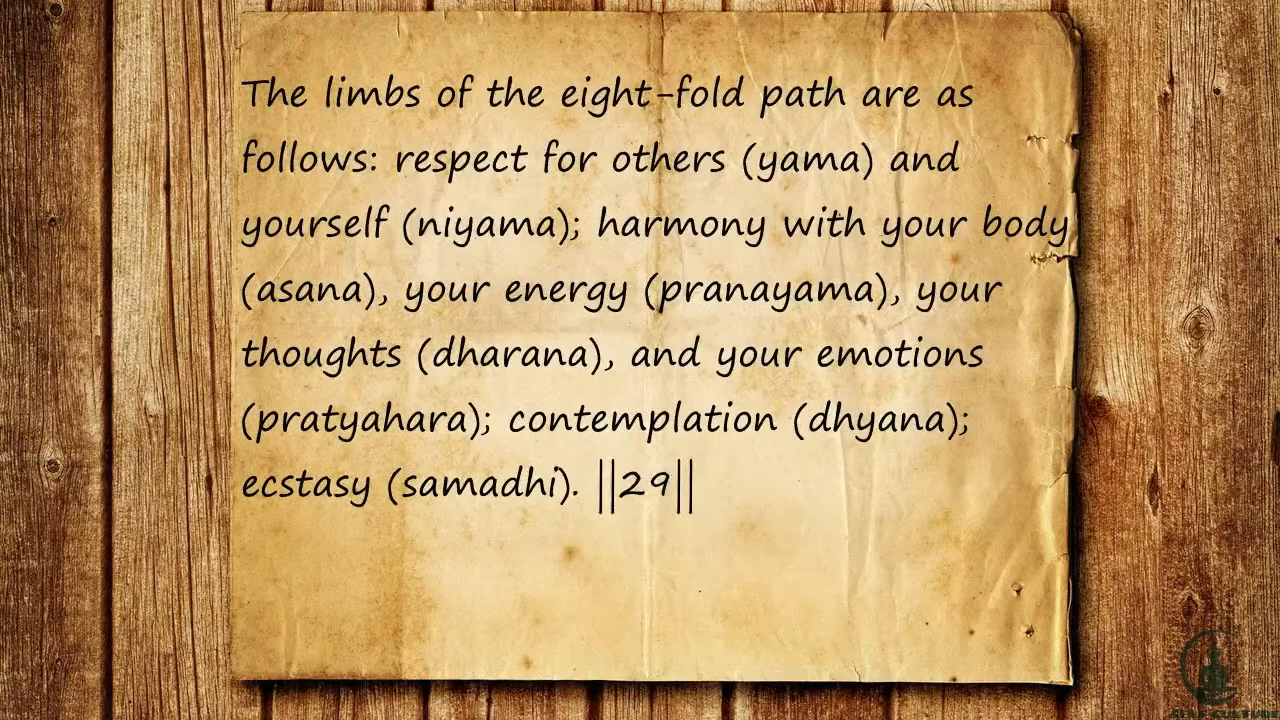 The limbs of the eight-fold path are as
follows: respect for others (yama) and
yourself (niyama); harmony with your body
(asana), your energy (pranayama), your
thoughts (dharana), and your emotions
(pratyahara); contemplation (dhyana);
ecstasy (samadhi). ||29||